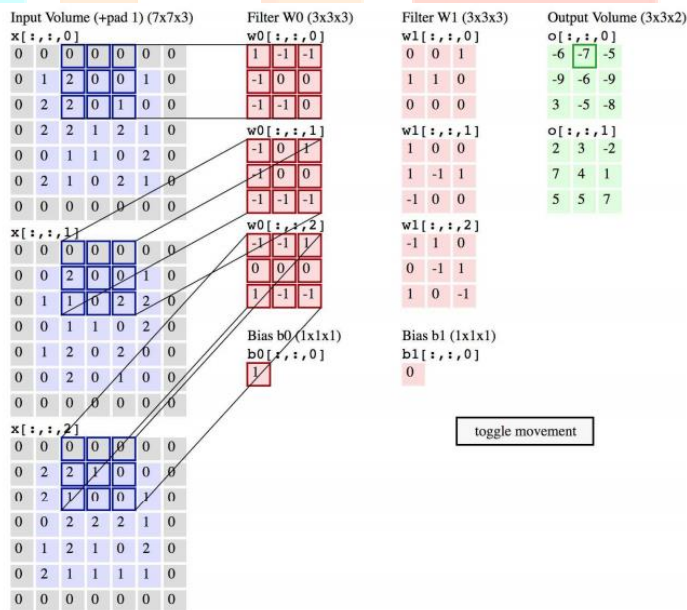 Input Volume (+pad 1) (7x7x3) Filter W0 (3x3x3) Filter W1 (3x3x3) Output Volume (3x3x2)
x[:,:,0] w0[:,:,0] w1[:,:,0] o[:,:,0]
0 0 0 0 0 0 0 1 -1 -1 0 0 1 -6 -7 -5
0 1 2 0 0 1 0 -1 0 0 1 1 0 -9 -6 -9
0 2 2 0 1 0 0 -1 -1 0 0 0 0 3 -5 -8
0 2 2 1 2 1 0 w0[:,:,1] w1[:,:,1] o[:,:,1]
0 0 1 1 0 2 0 -1 0 1 1 0 0 2 3 -2
0 2 1 0 2 1 0 -1 0 0 1 -1 1 7 4 1
0 0 0 0 0 0 0 -1 -1 -1 -1 0 0 5 5 7
x[:,:,1] w0[:,:,2] w1[:,:,2]
0 0 0 0 0 0 0 -1 -1 1 -1 1 0
0 0 2 0 0 1 0 0 0 0 0 -1 1
0 1 1 0 2 2 0 1 -1 -1 1 0 -1
0 0 1 1 0 2 0 Bias b0 (1x1x1) Bias b1 (1x1x1)
0 1 2 0 2 0 0 b0[:,:,0] b1[:,:,0]
0 0 2 0 1 0 0 1 0
0 0 0 0 0 0 0
x[:,:,2] toggle movement
0 0 0 0 0 0 0
0 2 2 1 0 0 0
0 2 1 0 0 1 0
0 0 2 2 2 1 0
0 1 2 1 0 2 0
0 2 1 1 1 1 0
0 0 0 0 0 0 0